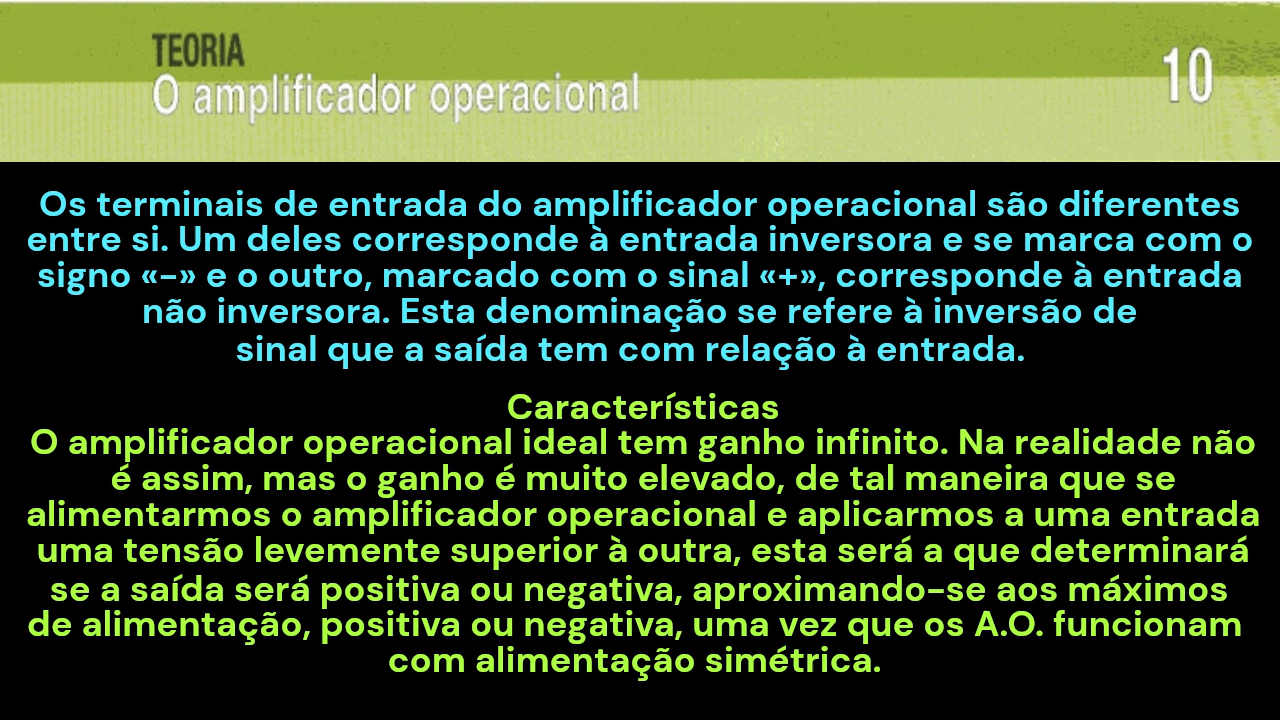 TEORIA
O amplificador operacional
10
Os terminais de entrada do amplificador operacional são diferentes
entre si. Um deles corresponde à entrada inversora e se marca com o
signo «-» e o outro, marcado com o sinal «+», corresponde à entrada
não inversora. Esta denominação se refere à inversão de
sinal que a saída tem com relação à entrada.
Características
O amplificador operacional ideal tem ganho infinito. Na realidade não
é assim, mas o ganho é muito elevado, de tal maneira que se
alimentarmos o amplificador operacional e aplicarmos a uma entrada
uma tensão levemente superior à outra, esta será a que determinará
se a saída será positiva ou negativa, aproximando-se aos máximos
de alimentação, positiva ou negativa, uma vez que os A.O. funcionam
com alimentação simétrica.